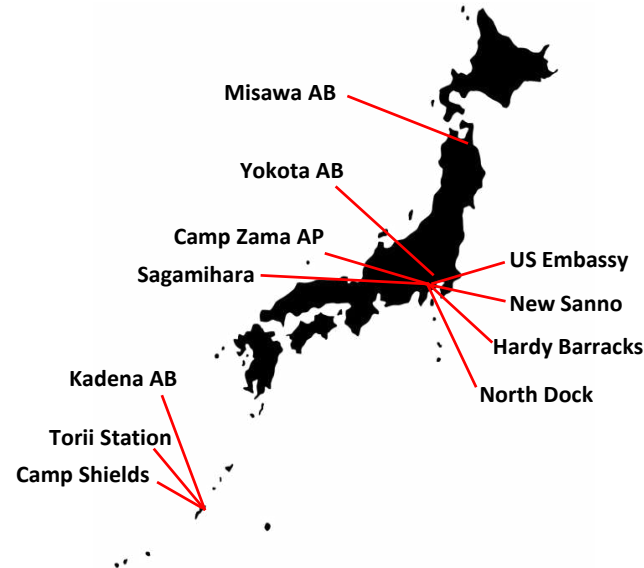 Misawa AB
Yokota AB
Camp Zama AP
US Embassy
Sagamihara
New Sanno
Hardy Barracks
Kadena AB
North Dock
Torii Station
Camp Shields